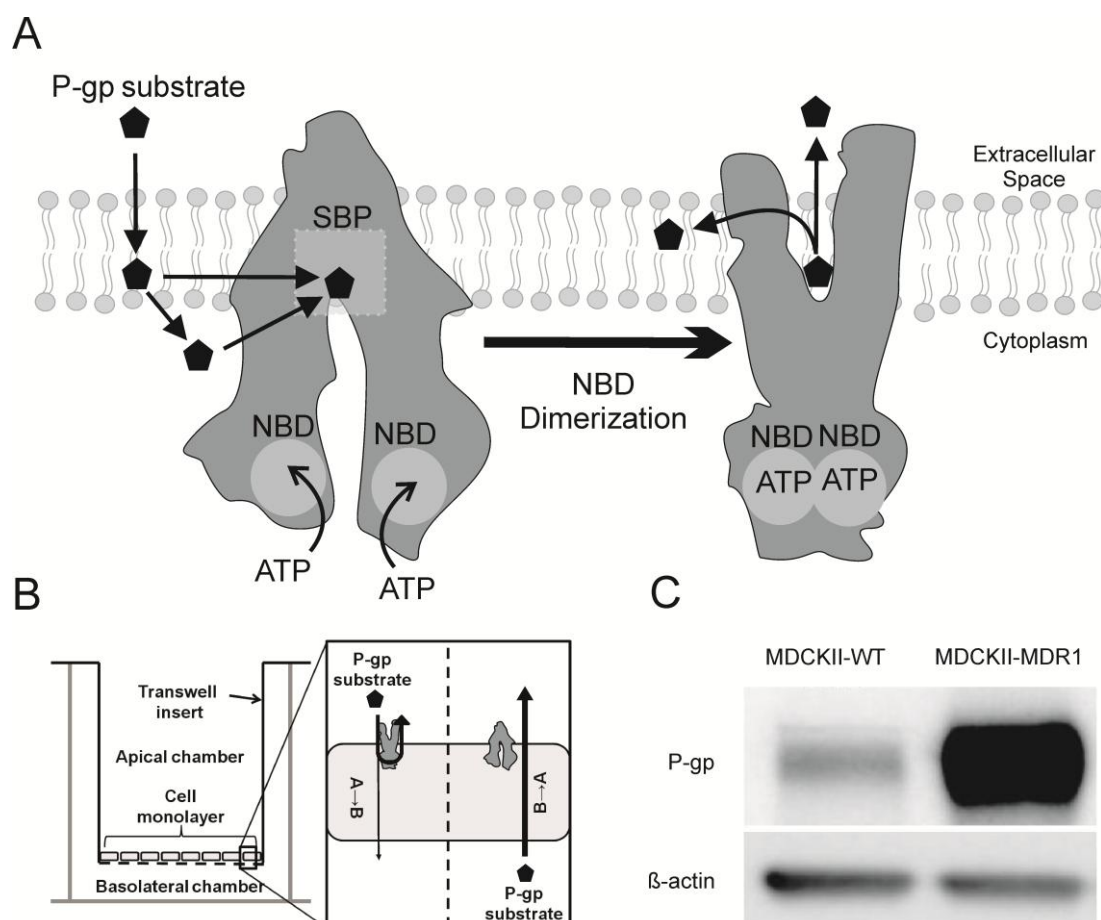 A
P-gp substrate
SBP
Extracellular
Space
Cytoplasm
NBD
Dimerization
NBD
NBD
ATP
ATP
NBD NBD
ATP ATP
B
Transwell
insert
Apical chamber
Cell
monolayer
Basolateral chamber
P-gp
substrate
A→B
B→A
P-gp
substrate
C
MDCKII-WT MDCKII-MDR1
P-gp
ß-actin